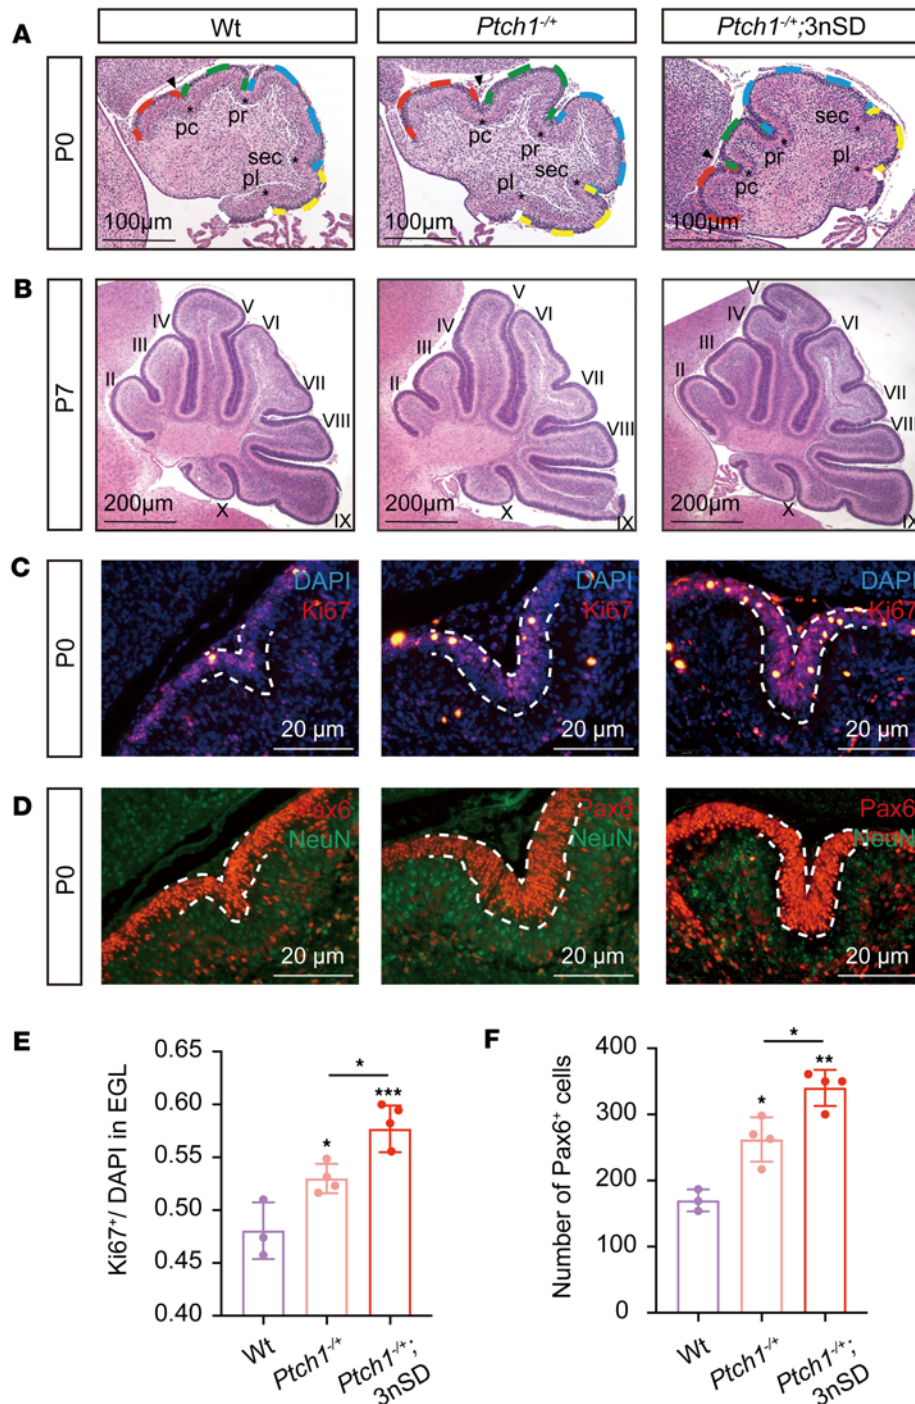 Wt
Ptch1-/+
Ptch1-/+;3nSD
A
P0
pc
pr
sec
pl
100µm
pc
pr
sec
pl
100µm
sec
pl
pr
pc
100µm
B
P7
II
III
IV
V
VI
VII
VIII
IX
X
200µm
II
III
IV
V
VI
VII
VIII
IX
X
200µm
II
III
IV
V
VI
VII
VIII
IX
X
200µm
C
P0
DAPI
Ki67
20 µm
DAPI
Ki67
20 µm
DAPI
Ki67
20 µm
D
P0
Pax6
NeuN
20 µm
Pax6
NeuN
20 µm
Pax6
NeuN
20 µm
E
Ki67+/ DAPI in EGL
0.65
0.60
0.55
0.50
0.45
0.40
*
***
*
Wt
Ptch1-/+
Ptch1-/+;
3nSD
F
Number of Pax6+ cells
400
300
200
100
0
*
**
*
Wt
Ptch1-/+
Ptch1-/+;
3nSD